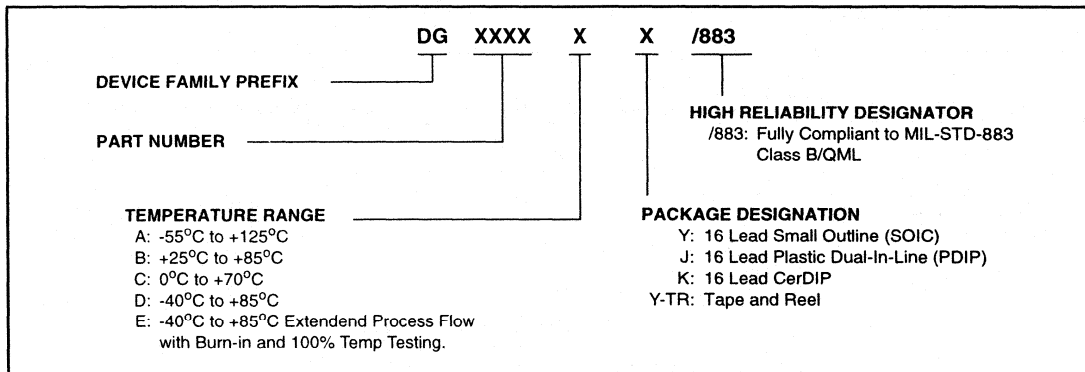 DG XXXX X X /883
DEVICE FAMILY PREFIX
PART NUMBER
HIGH RELIABILITY DESIGNATOR
/883: Fully Compliant to MIL-STD-883
Class B/QML
TEMPERATURE RANGE
A: -55°C to +125°C
B: +25°C to +85°C
C: 0°C to +70°C
D: -40°C to +85°C
E: -40°C to +85°C Extendend Process Flow
with Burn-in and 100% Temp Testing.
PACKAGE DESIGNATION
Y: 16 Lead Small Outline (SOIC)
J: 16 Lead Plastic Dual-In-Line (PDIP)
K: 16 Lead CerDIP
Y-TR: Tape and Reel